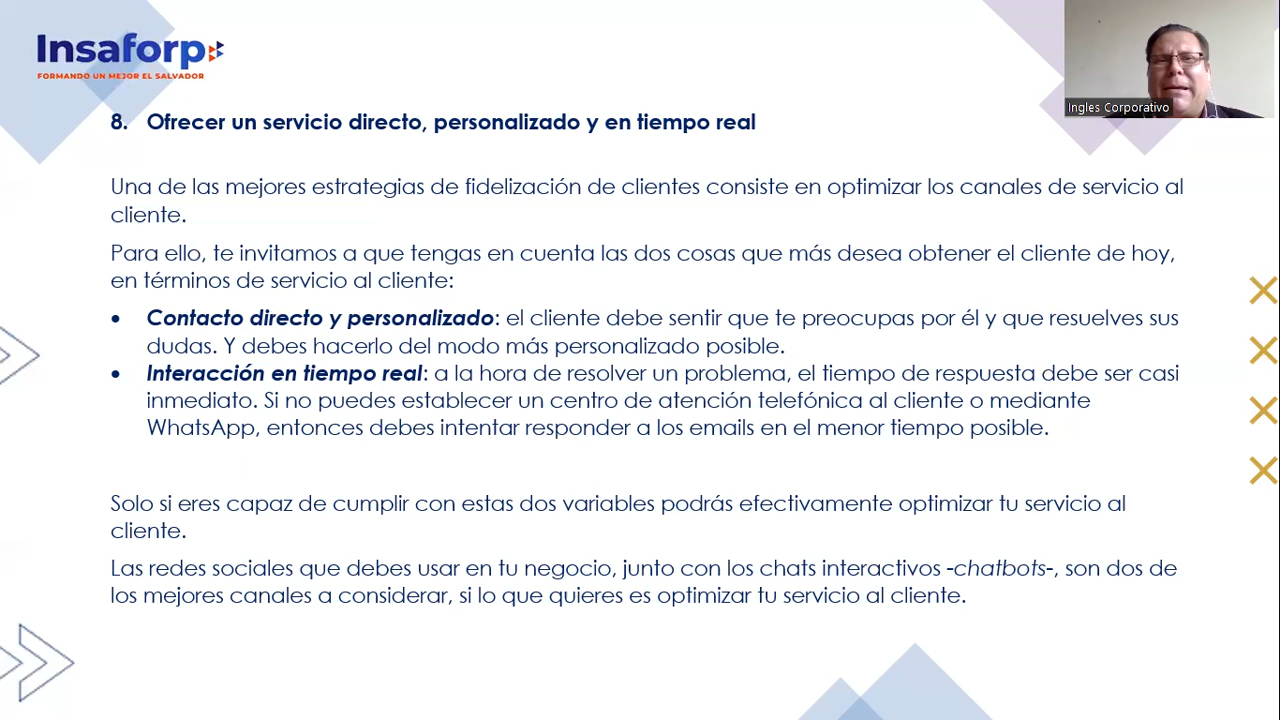 Insaforp
FORMANDO UN MEJOR EL SALVADOR
Ingles Corporativo
8. Ofrecer un servicio directo, personalizado y en tiempo real
Una de las mejores estrategias de fidelización de clientes consiste en optimizar los canales de servicio al
cliente.
Para ello, te invitamos a que tengas en cuenta las dos cosas que más desea obtener el cliente de hoy,
en términos de servicio al cliente:
• Contacto directo y personalizado: el cliente debe sentir que te preocupas por él y que resuelves sus
dudas. Y debes hacerlo del modo más personalizado posible.
• Interacción en tiempo real: a la hora de resolver un problema, el tiempo de respuesta debe ser casi
inmediato. Si no puedes establecer un centro de atención telefónica al cliente o mediante
WhatsApp, entonces debes intentar responder a los emails en el menor tiempo posible.
Solo si eres capaz de cumplir con estas dos variables podrás efectivamente optimizar tu servicio al
cliente.
Las redes sociales que debes usar en tu negocio, junto con los chats interactivos -chatbots-, son dos de
los mejores canales a considerar, si lo que quieres es optimizar tu servicio al cliente.